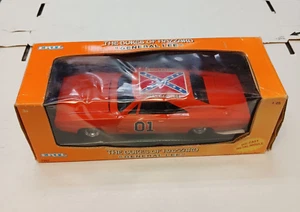 ERTL
THE DUKES OF HAZZARD
GENERAL LEE
01
ERTL
THE DUKES OF HAZZARD
GENERAL LEE